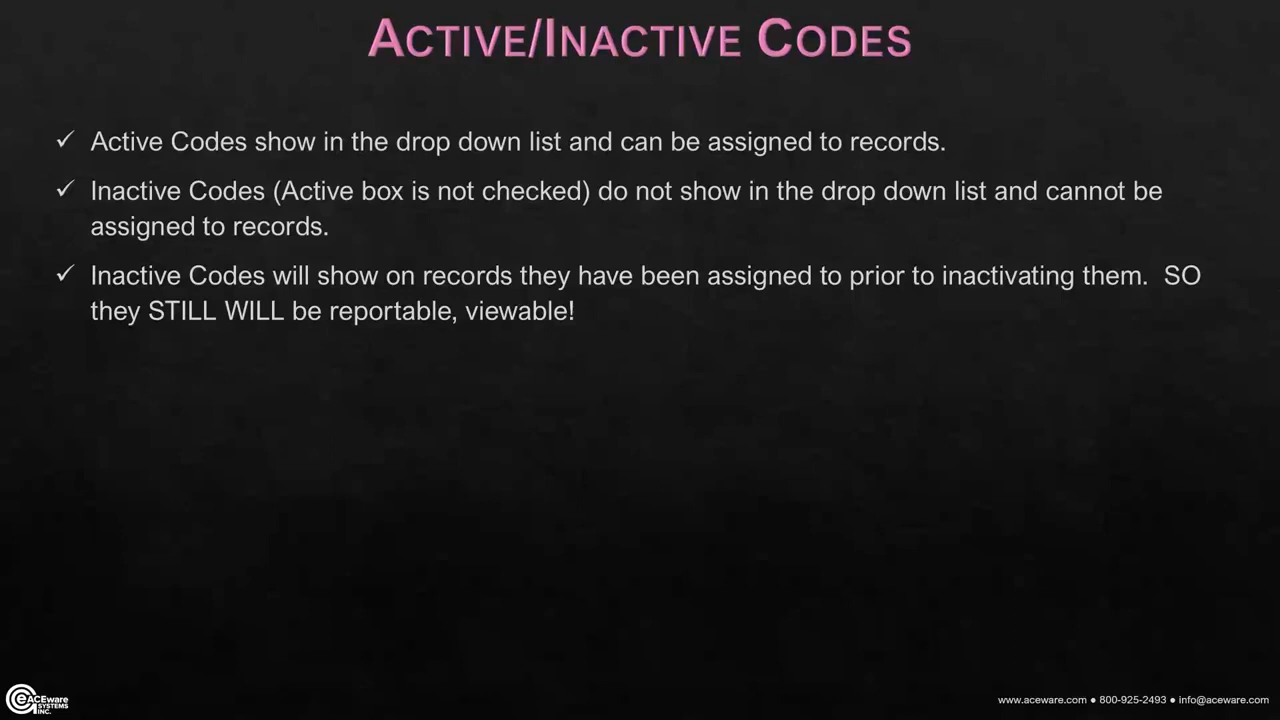 ACTIVE/INACTIVE CODES
✓ Active Codes show in the drop down list and can be assigned to records.
✓ Inactive Codes (Active box is not checked) do not show in the drop down list and cannot be
assigned to records.
✓ Inactive Codes will show on records they have been assigned to prior to inactivating them.  SO
they STILL WILL be reportable, viewable!
ACEware
SYSTEMS
INC.
www.aceware.com ● 800-925-2493 ● info@aceware.com